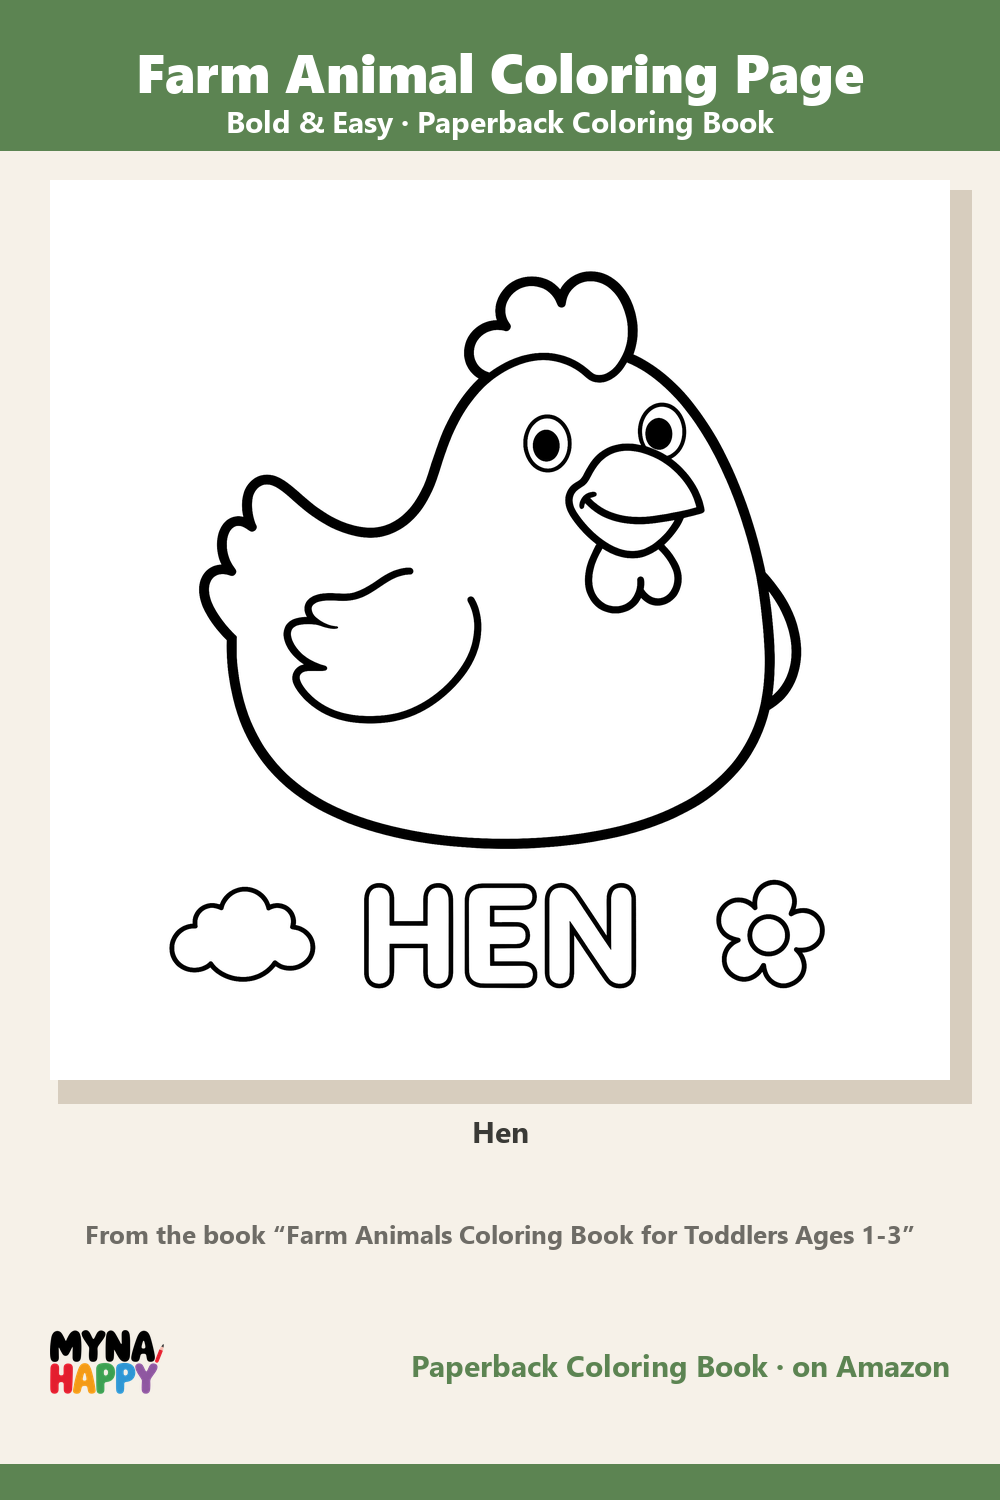 Farm Animal Coloring Page
Bold & Easy · Paperback Coloring Book
HEN
Hen
From the book “Farm Animals Coloring Book for Toddlers Ages 1-3”
MYNA
HAPPY
Paperback Coloring Book · on Amazon